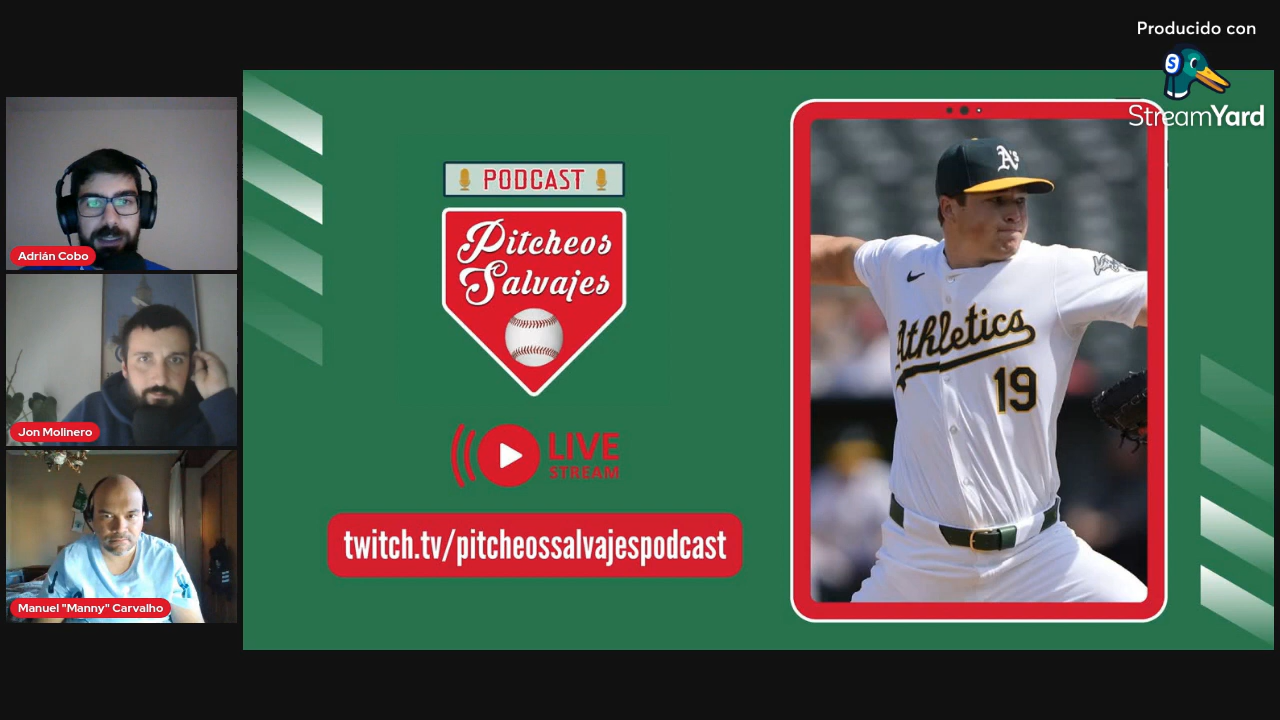 Producido con
S
StreamYard
Adrián Cobo
Jon Molinero
Manuel "Manny" Carvalho
PODCAST
Pitcheos
Salvajes
LIVE
STREAM
twitch.tv/pitcheossalvajespodcast
A's
Athletics
19